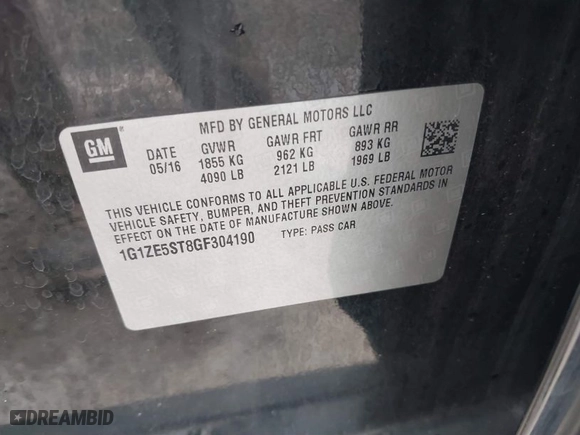 GM
MFD BY GENERAL MOTORS LLC
DATE GVWR GAWR FRT GAWR RR
05/16 1855 KG 962 KG 893 KG
4090 LB 2121 LB 1969 LB
THIS VEHICLE CONFORMS TO ALL APPLICABLE U.S. FEDERAL MOTOR
VEHICLE SAFETY, BUMPER, AND THEFT PREVENTION STANDARDS IN
EFFECT ON THE DATE OF MANUFACTURE SHOWN ABOVE.
1G1ZE5ST8GF304190 TYPE: PASS CAR
DREAMBID